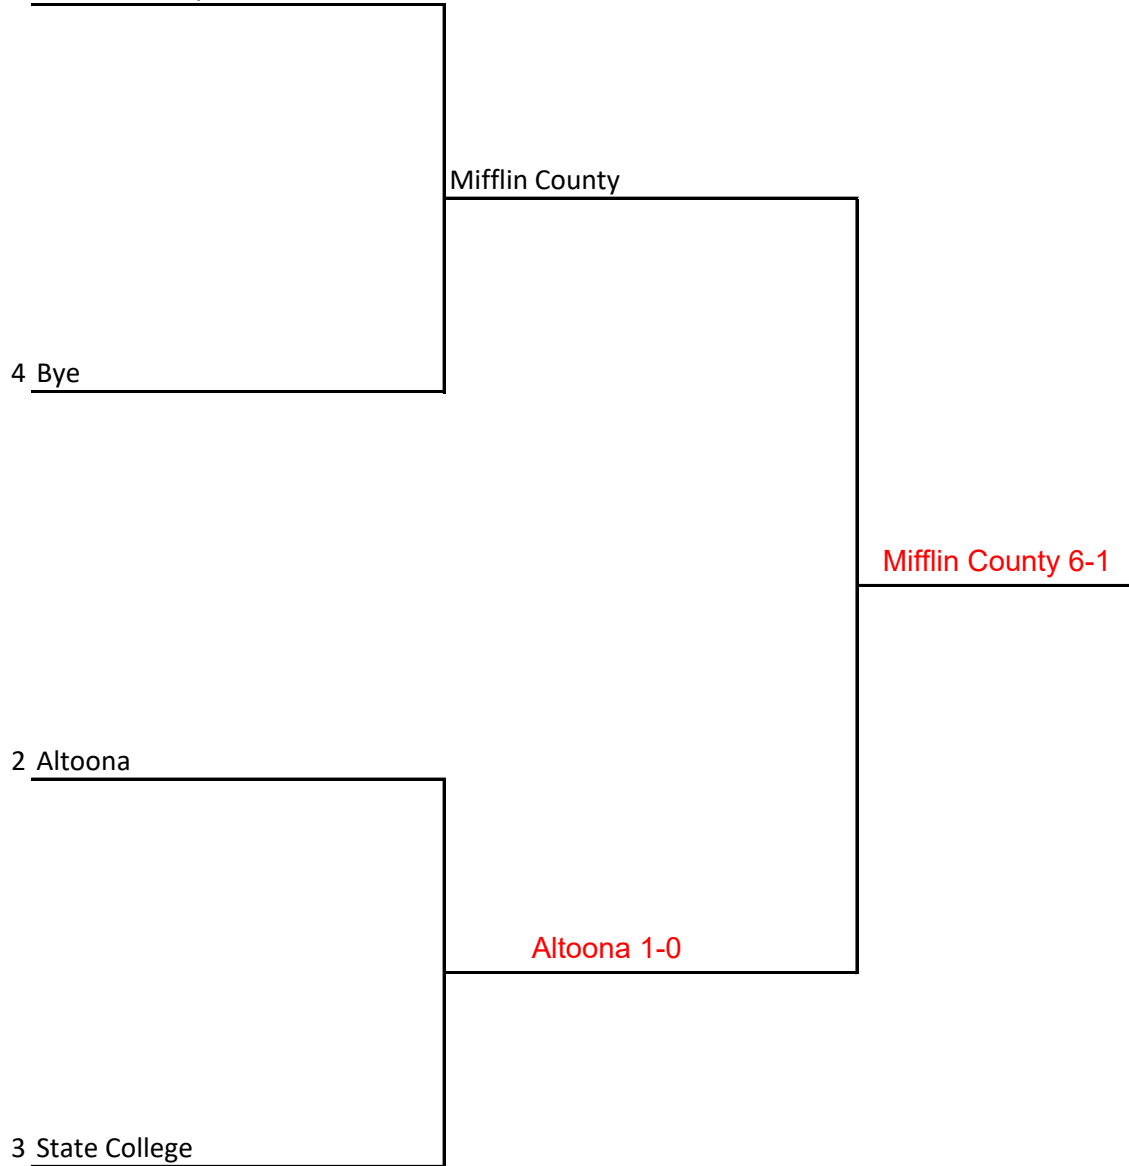 Mifflin County
4 Bye
Mifflin County 6-1
2 Altoona
Altoona 1-0
3 State College